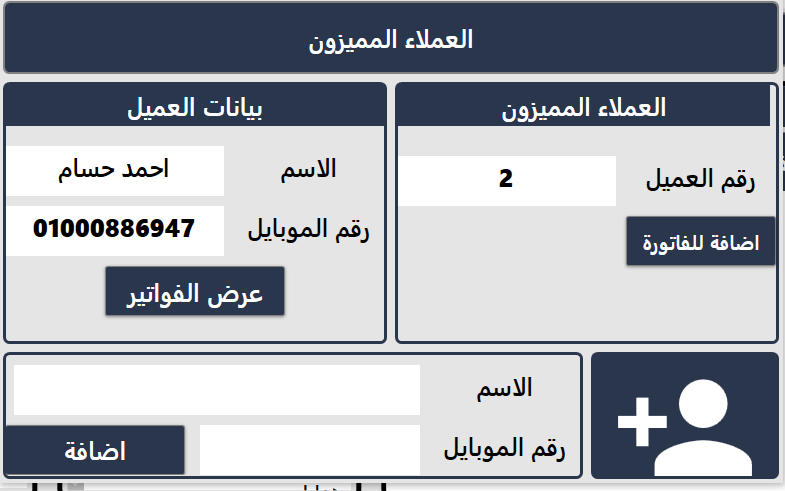 العملاء المميزون
العملاء المميزون
رقم العميل
2
اضافة للفاتورة
بيانات العميل
الاسم
احمد حسام
رقم الموبايل
01000886947
عرض الفواتير
الاسم
رقم الموبايل
اضافة